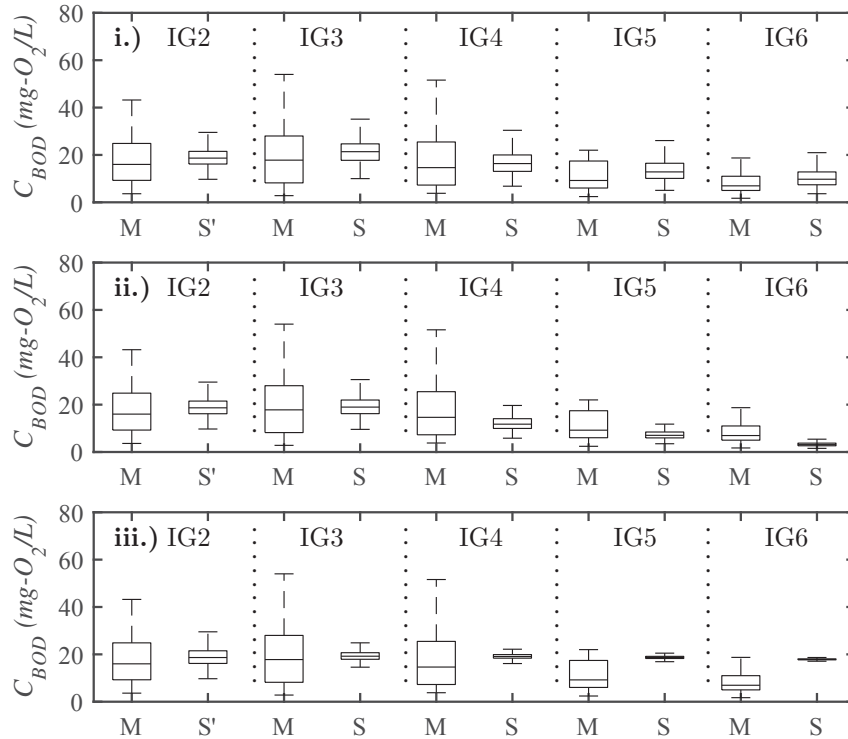 80
60
40
20
0
C_BOD (mg-O_2/L)
i.) IG2 IG3 IG4 IG5 IG6
M S' M S M S M S M S
80
60
40
20
0
C_BOD (mg-O_2/L)
ii.) IG2 IG3 IG4 IG5 IG6
M S' M S M S M S M S
80
60
40
20
0
C_BOD (mg-O_2/L)
iii.) IG2 IG3 IG4 IG5 IG6
M S' M S M S M S M S